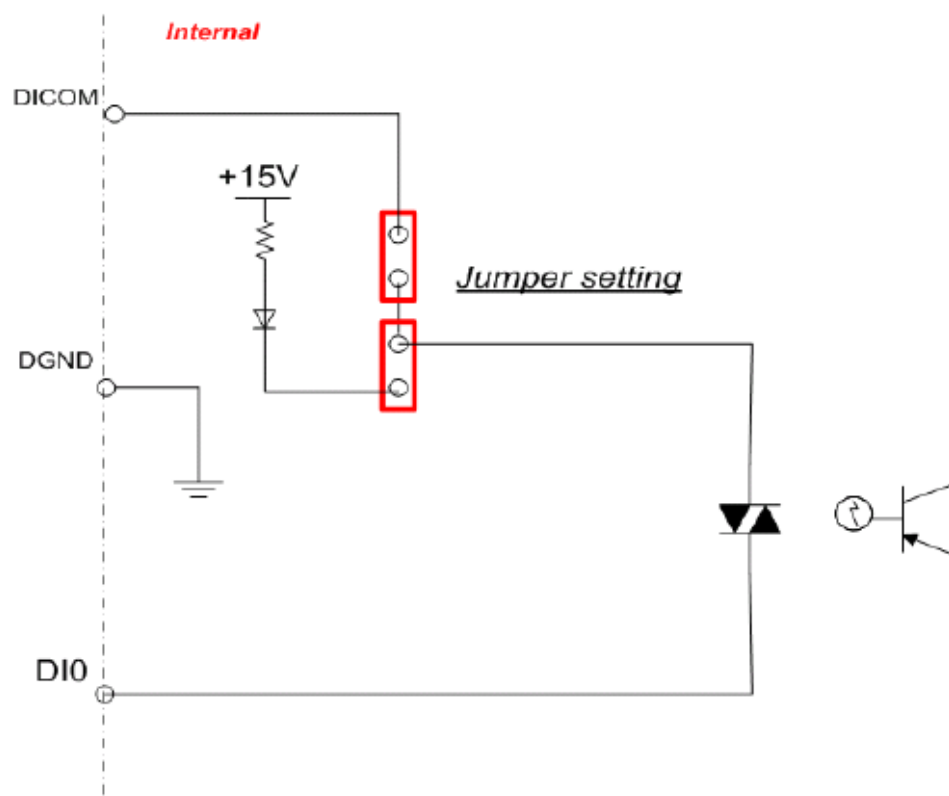 Internal
DICOM
+15V
Jumper setting
DGND
DI0